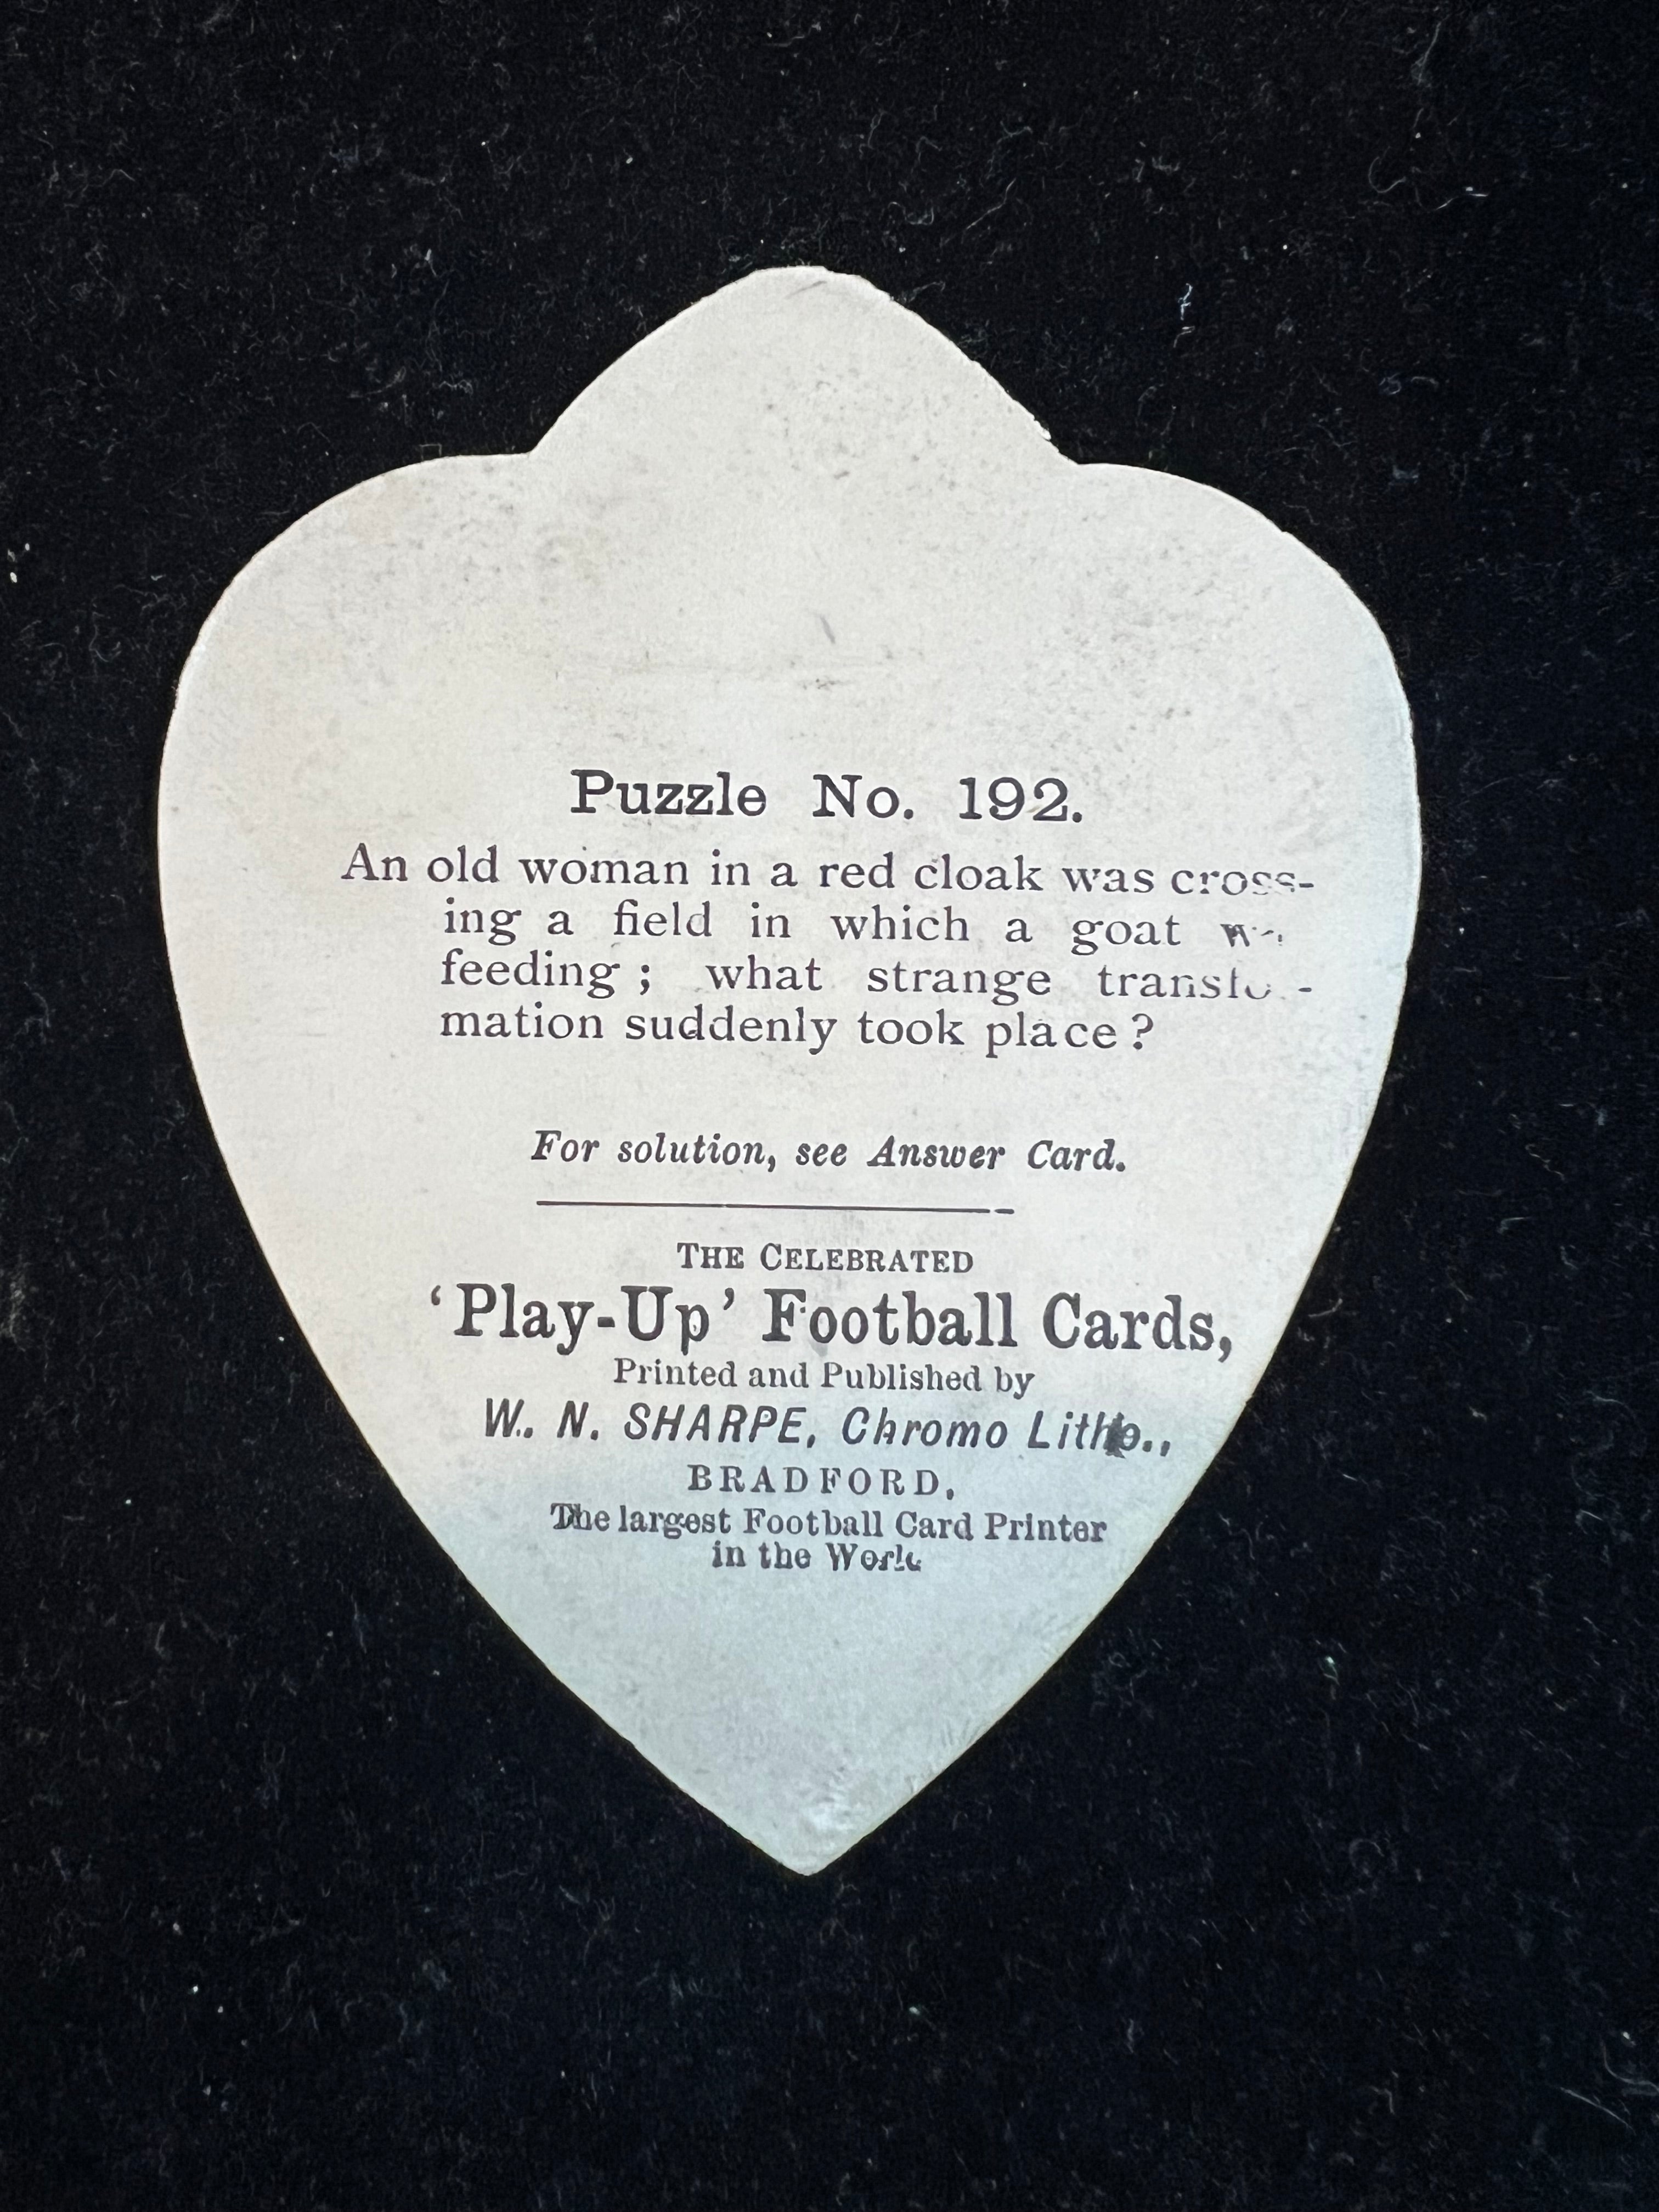 Puzzle No. 192.
An old woman in a red cloak was cross-
ing a field in which a goat
feeding ; what strange
mation suddenly took place ?
For solution, see Answer Card.
THE CELEBRATED
'Play-Up' Football Cards,
Printed and Published by
W. N. SHARPE, Chromo Litho.,
BRADFORD,
The largest Football Card Printer
in the World